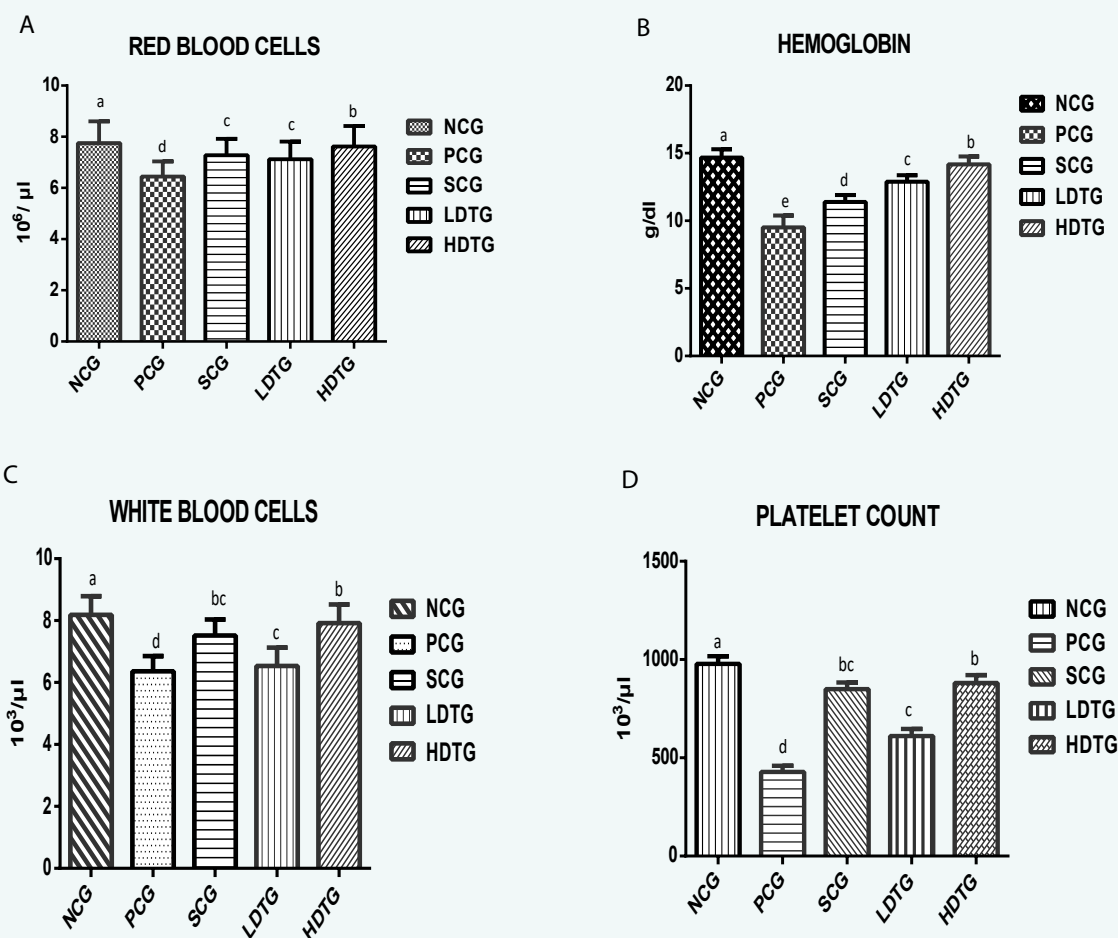 A
RED BLOOD CELLS
10
8
6
4
2
0
10⁶/ µl
a
d
c
c
b
NCG
PCG
SCG
LDTG
HDTG
NCG
PCG
SCG
LDTG
HDTG
B
HEMOGLOBIN
20
15
10
5
0
g/dl
a
e
d
c
b
NCG
PCG
SCG
LDTG
HDTG
NCG
PCG
SCG
LDTG
HDTG
C
WHITE BLOOD CELLS
10
8
6
4
2
0
10³/µl
a
d
bc
c
b
NCG
PCG
SCG
LDTG
HDTG
NCG
PCG
SCG
LDTG
HDTG
D
PLATELET COUNT
1500
1000
500
0
10³/µl
a
d
bc
c
b
NCG
PCG
SCG
LDTG
HDTG
NCG
PCG
SCG
LDTG
HDTG